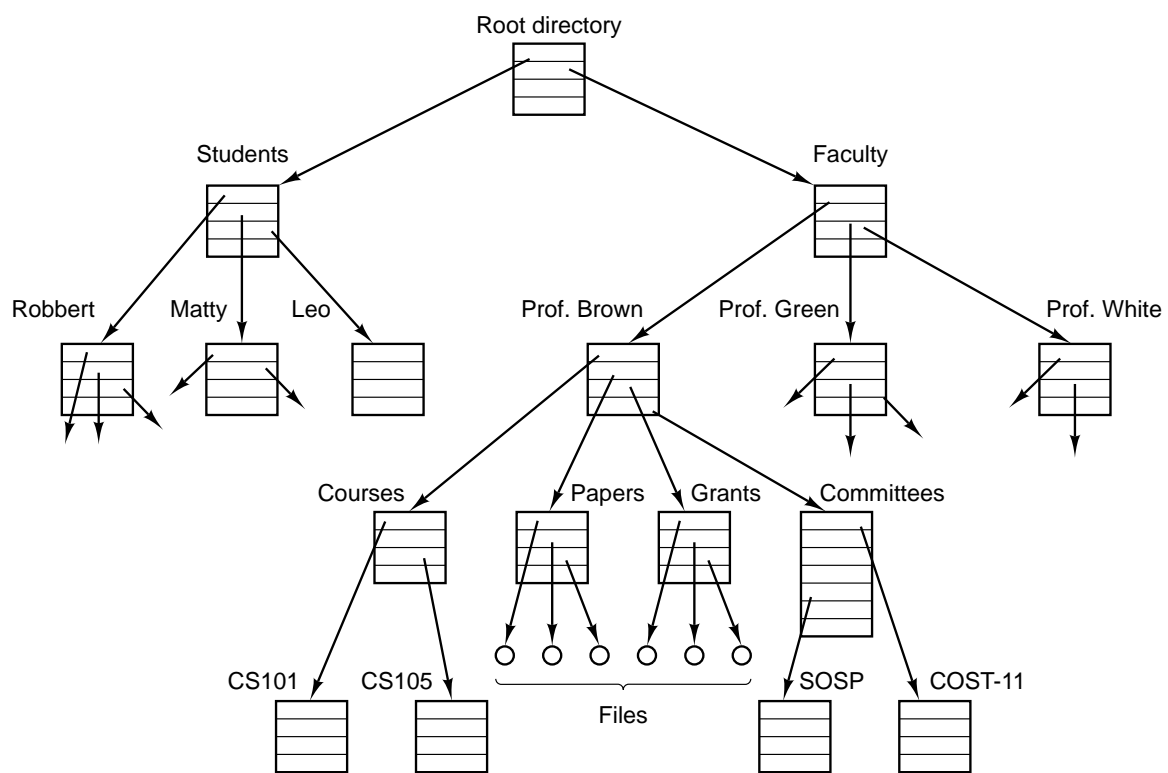 Root directory
Students
Faculty
Robbert
Matty
Leo
Prof. Brown
Prof. Green
Prof. White
Courses
Papers
Grants
Committees
CS101
CS105
SOSP
COST-11
Files